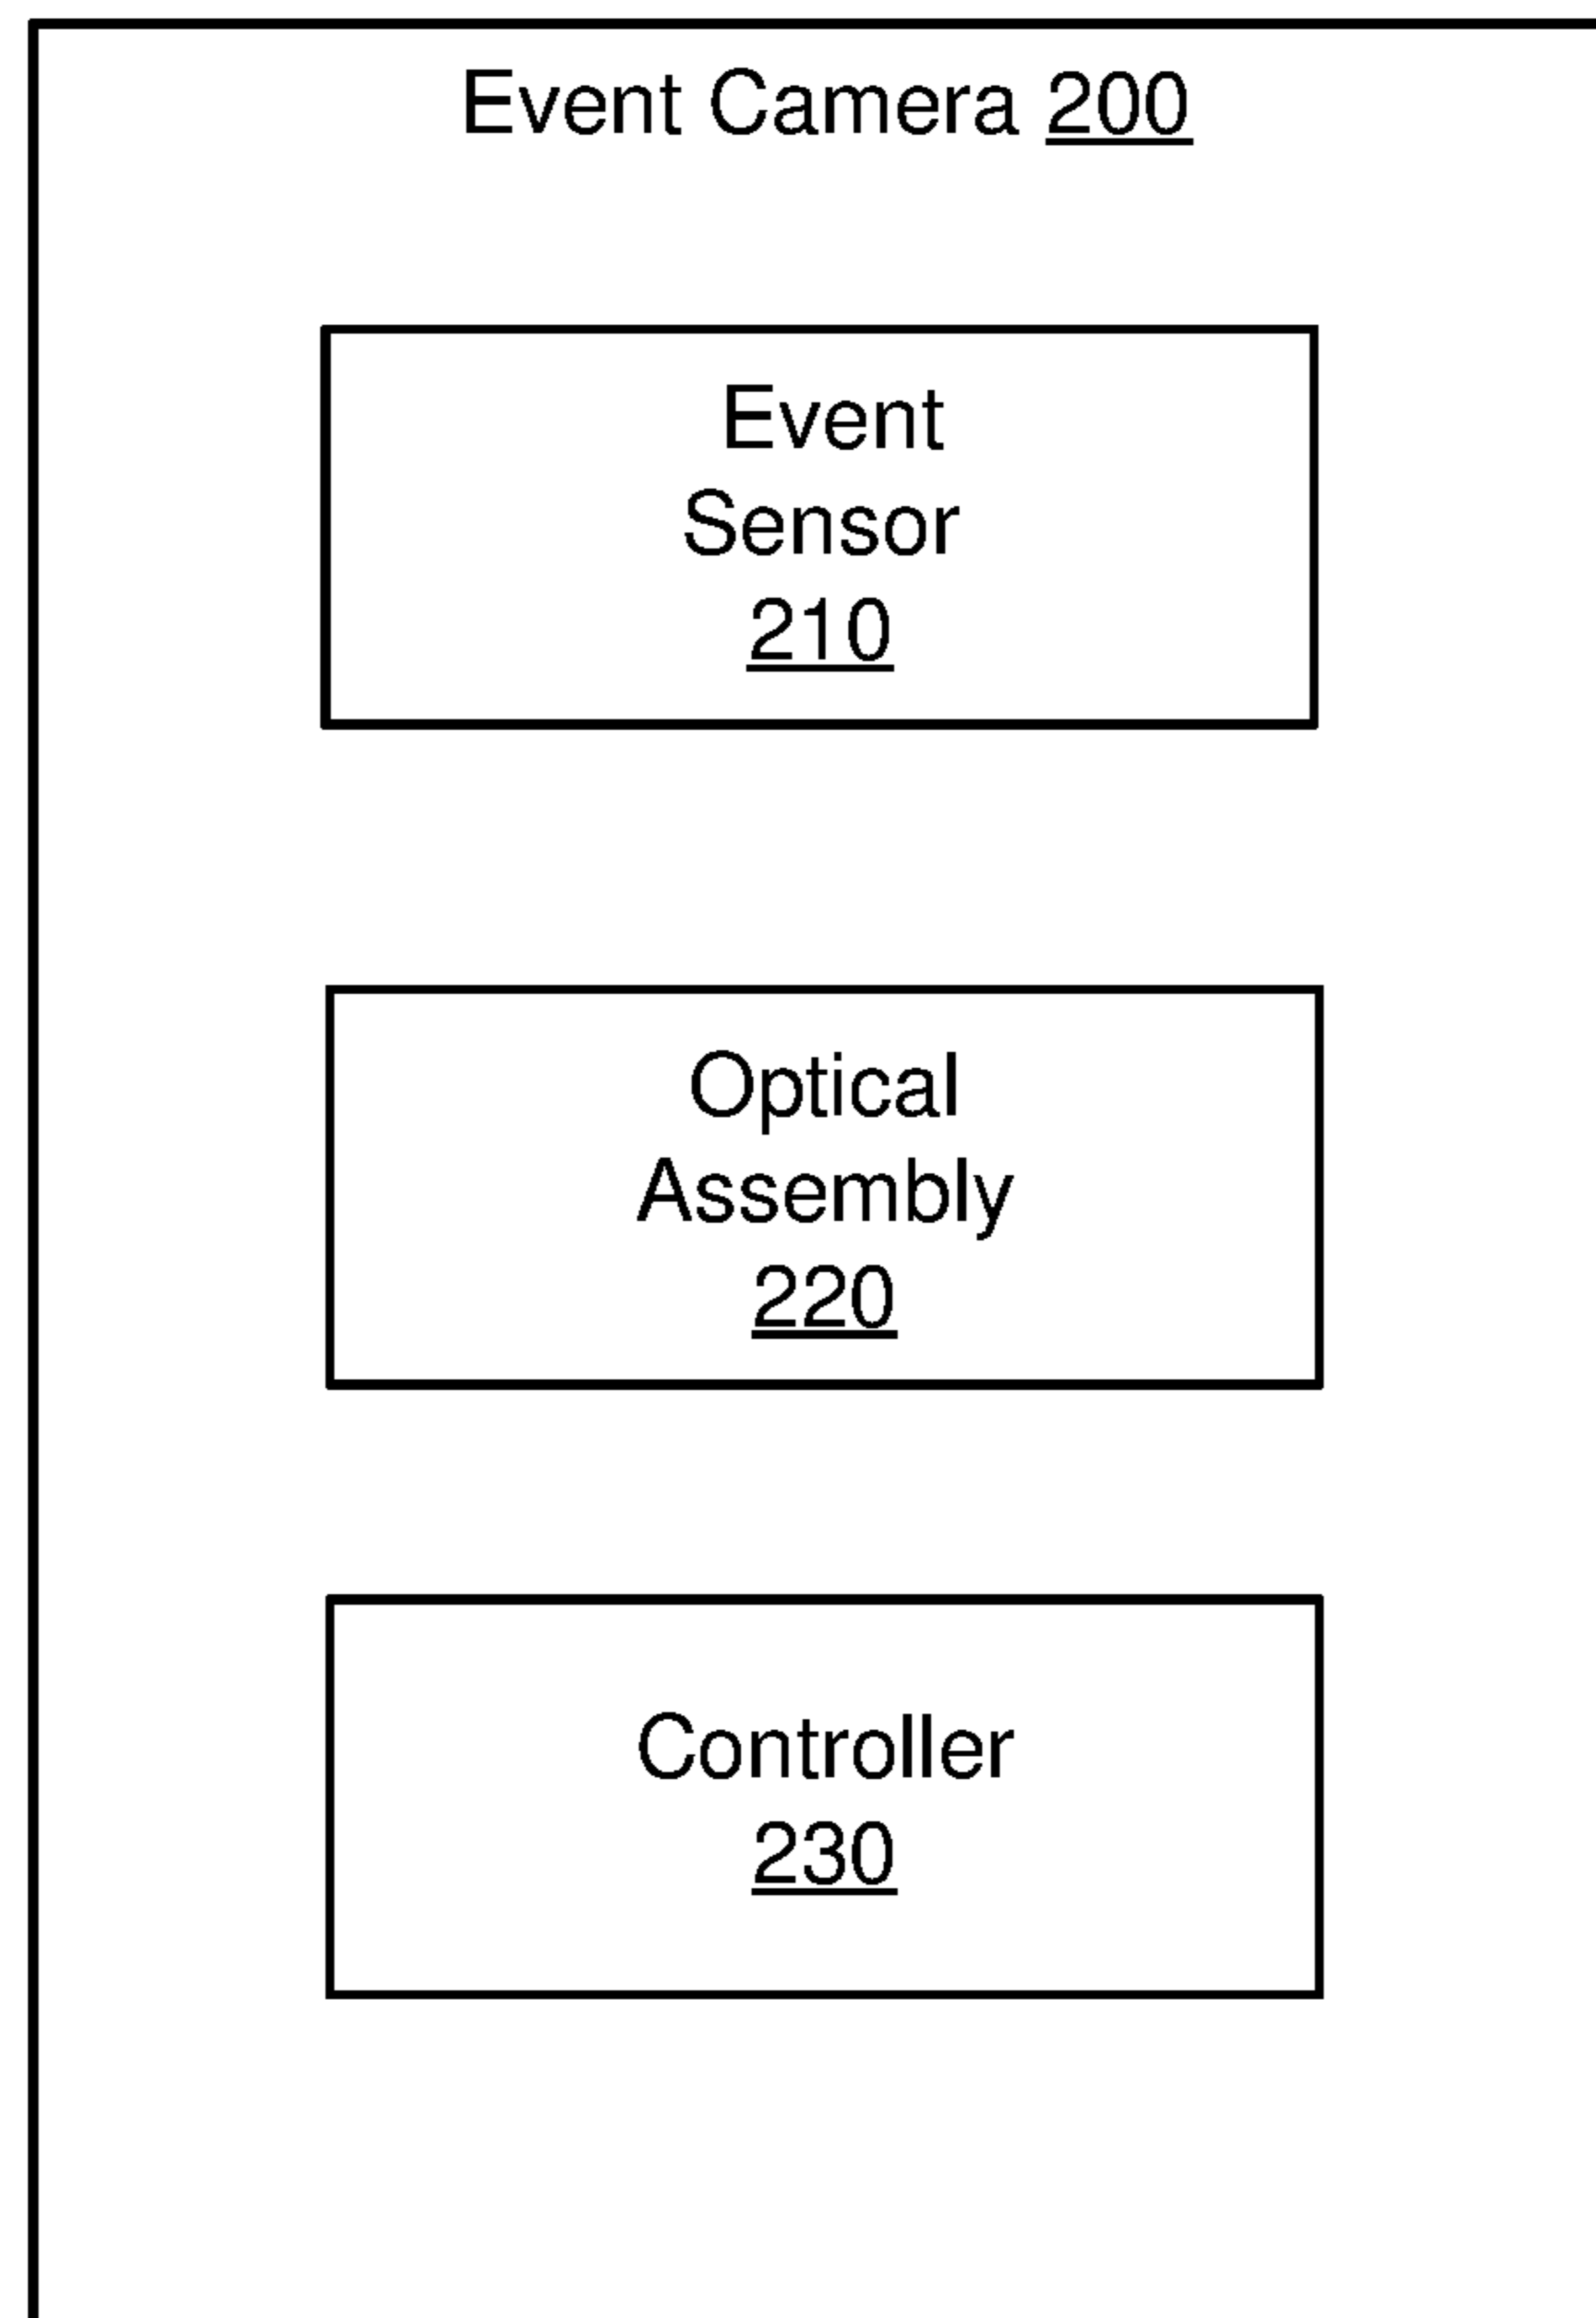 Event Camera 200
Event
Sensor
210
Optical
Assembly
220
Controller
230